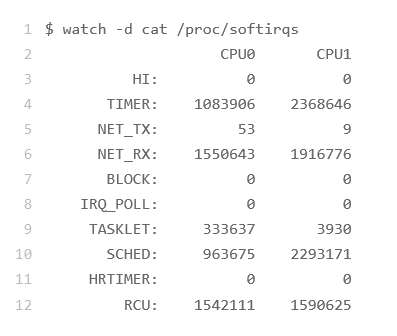 1 $ watch -d cat /proc/softirqs
2 CPU0 CPU1
3 HI: 0 0
4 TIMER: 1083906 2368646
5 NET_TX: 53 9
6 NET_RX: 1550643 1916776
7 BLOCK: 0 0
8 IRQ_POLL: 0 0
9 TASKLET: 333637 3930
10 SCHED: 963675 2293171
11 HRTIMER: 0 0
12 RCU: 1542111 1590625